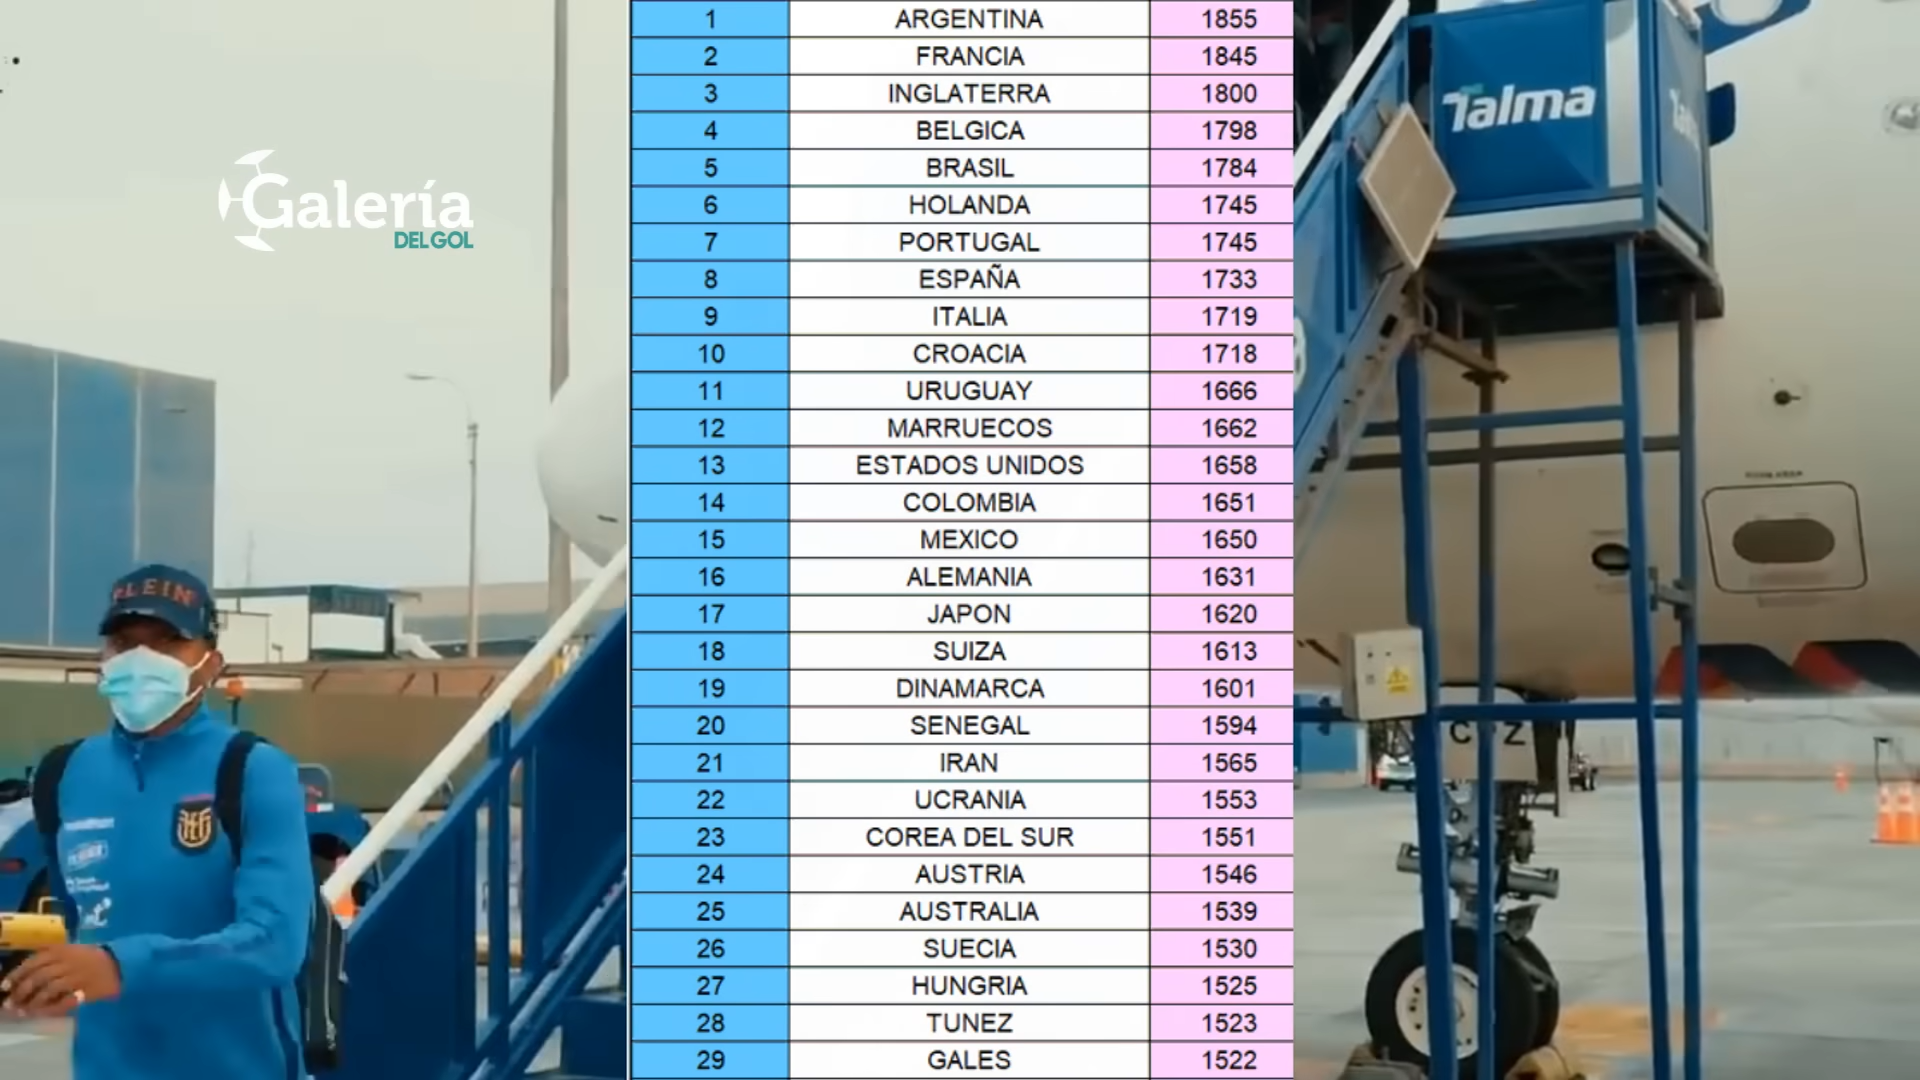 Galería
DEL GOL
1 ARGENTINA 1855
2 FRANCIA 1845
3 INGLATERRA 1800
4 BELGICA 1798
5 BRASIL 1784
6 HOLANDA 1745
7 PORTUGAL 1745
8 ESPAÑA 1733
9 ITALIA 1719
10 CROACIA 1718
11 URUGUAY 1666
12 MARRUECOS 1662
13 ESTADOS UNIDOS 1658
14 COLOMBIA 1651
15 MEXICO 1650
16 ALEMANIA 1631
17 JAPON 1620
18 SUIZA 1613
19 DINAMARCA 1601
20 SENEGAL 1594
21 IRAN 1565
22 UCRANIA 1553
23 COREA DEL SUR 1551
24 AUSTRIA 1546
25 AUSTRALIA 1539
26 SUECIA 1530
27 HUNGRIA 1525
28 TUNEZ 1523
29 GALES 1522
Talma
PLEIN